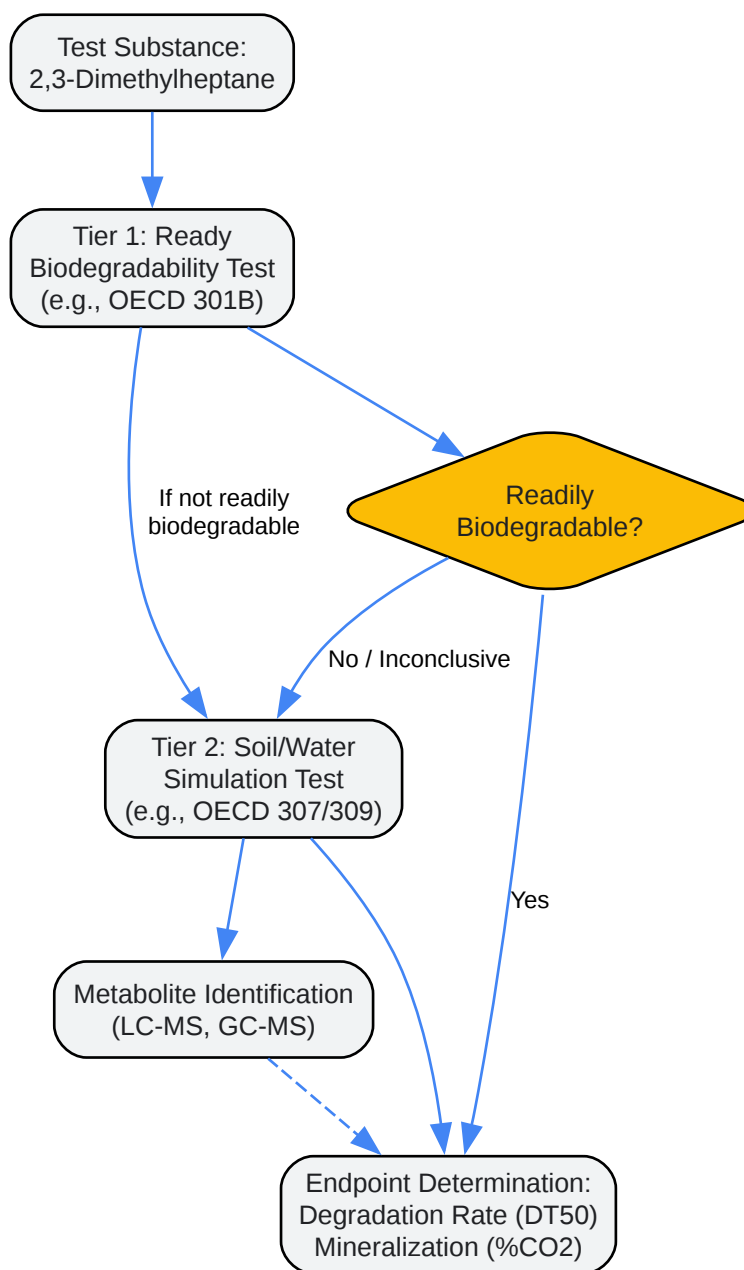 Test Substance:
2,3-Dimethylheptane
Tier 1: Ready
Biodegradability Test
(e.g., OECD 301B)
If not readily
biodegradable
Readily
Biodegradable?
No / Inconclusive
Tier 2: Soil/Water
Simulation Test
(e.g., OECD 307/309)
Yes
Metabolite Identification
(LC-MS, GC-MS)
Endpoint Determination:
Degradation Rate (DT50)
Mineralization (%CO2)